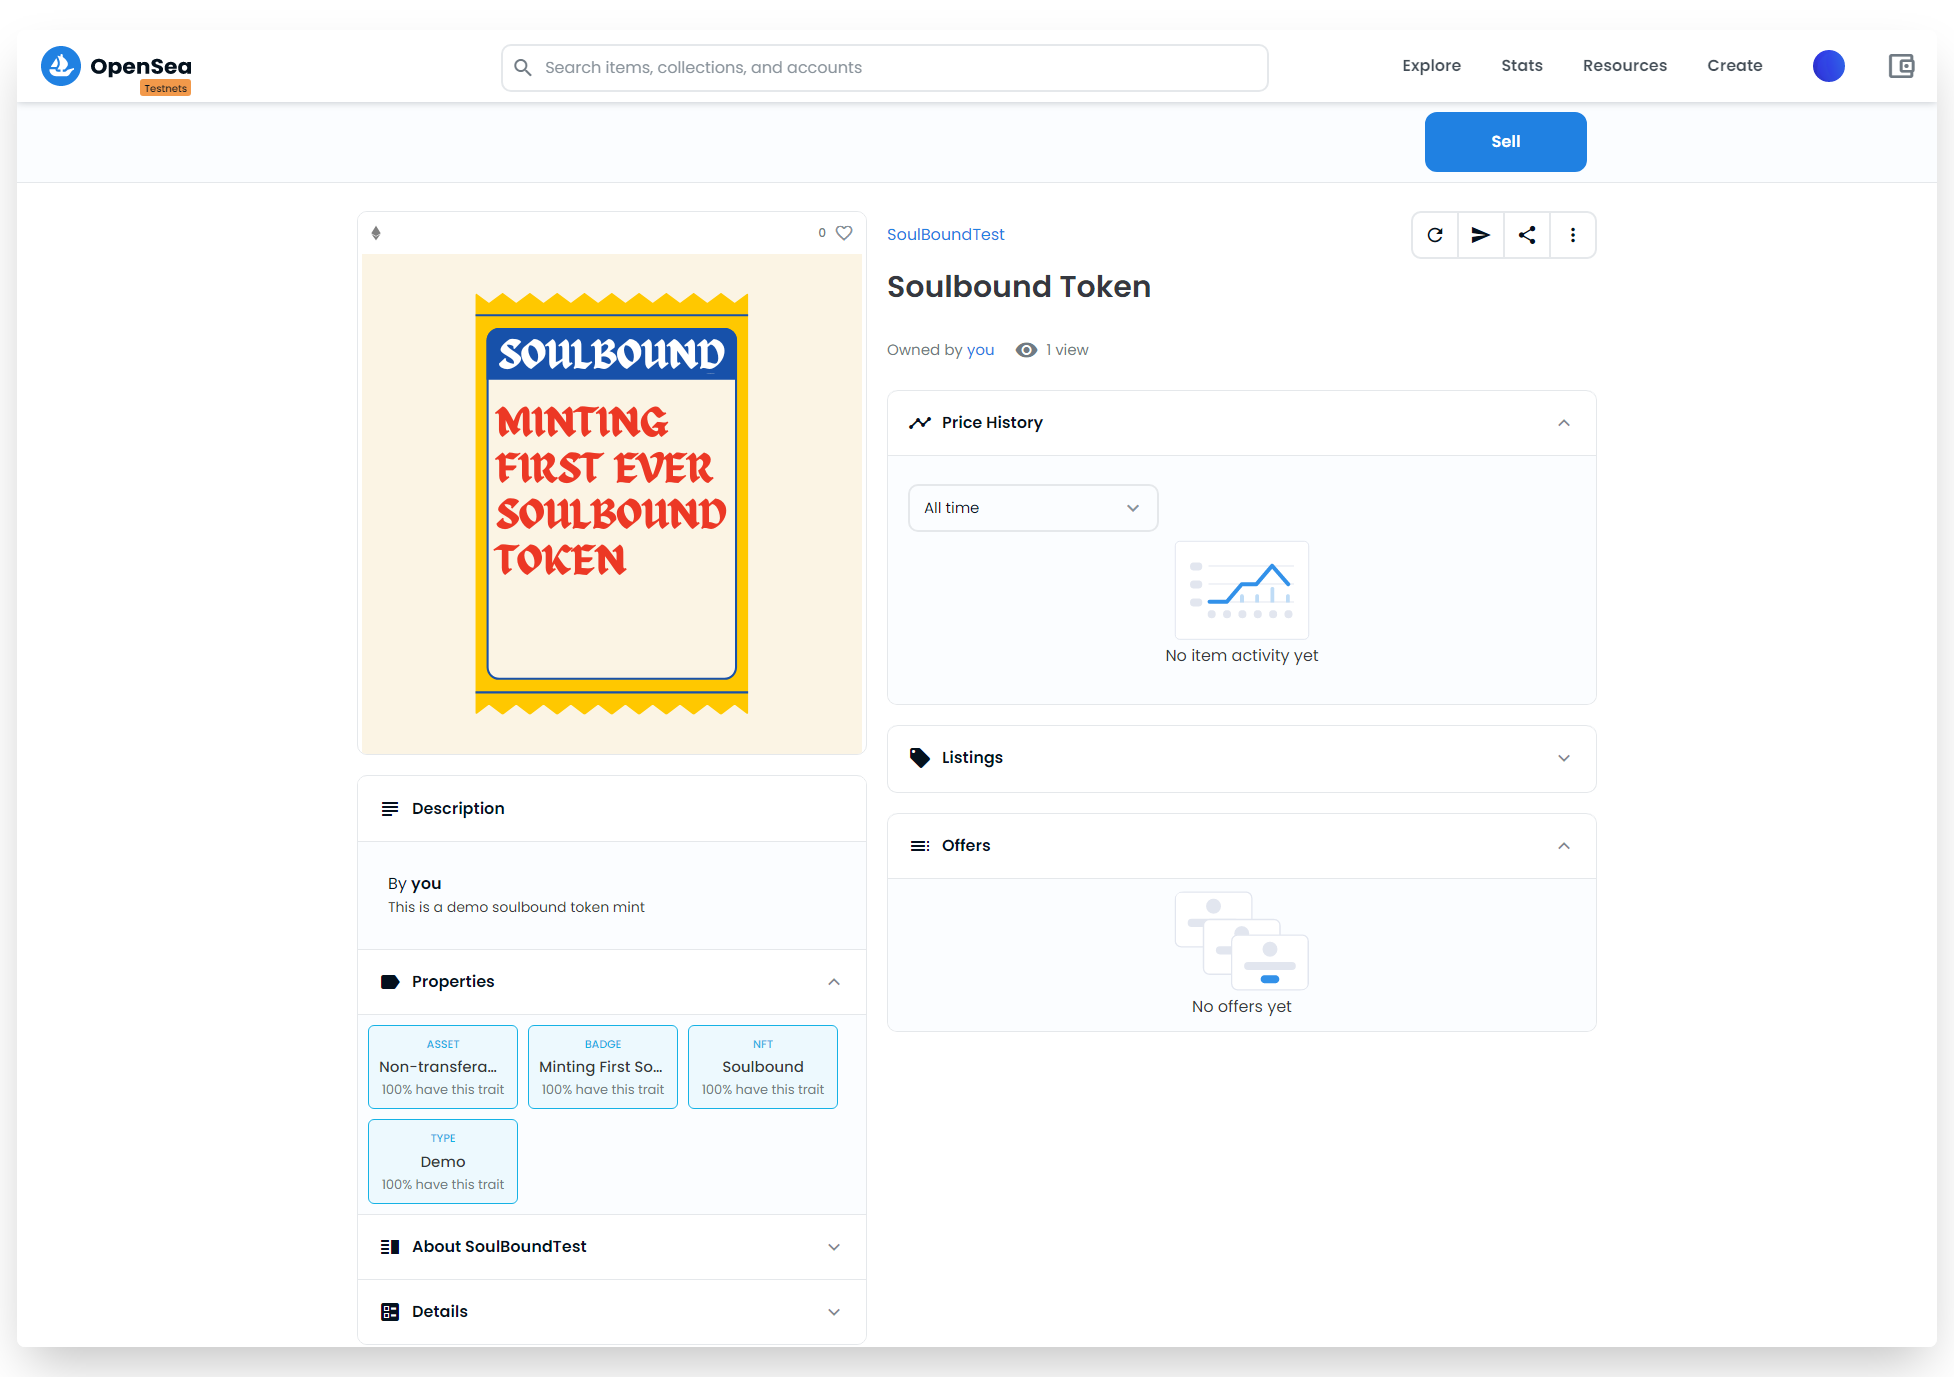 OpenSea
Testnets
Search items, collections, and accounts
Explore
Stats
Resources
Create
Sell
0
SOULBOUND
MINTING
FIRST EVER
SOULBOUND
TOKEN
SoulBoundTest
Soulbound Token
Owned by you
1 view
Price History
All time
No item activity yet
Listings
Offers
No offers yet
Description
By you
This is a demo soulbound token mint
Properties
ASSET
Non-transfera...
100% have this trait
BADGE
Minting First So...
100% have this trait
NFT
Soulbound
100% have this trait
TYPE
Demo
100% have this trait
About SoulBoundTest
Details